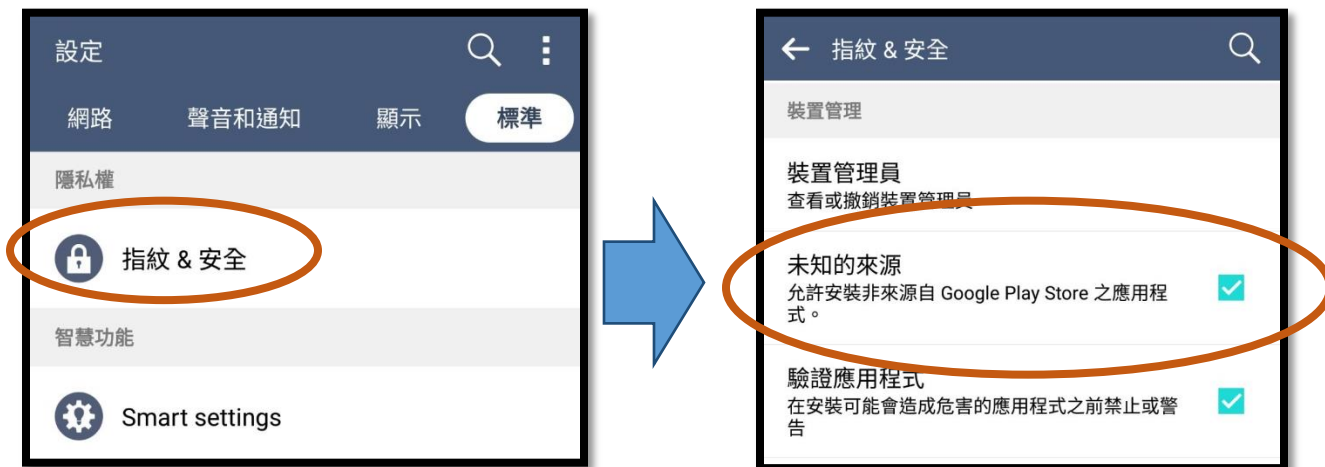 設定
網路 聲音和通知 顯示 標準
隱私權
指紋 & 安全
智慧功能
Smart settings
指紋 & 安全
裝置管理
裝置管理員
查看或撤銷裝置管理員
未知的來源
允許安裝非來源自 Google Play Store 之應用程
式。
驗證應用程式
在安裝可能會造成危害的應用程式之前禁止或警
告